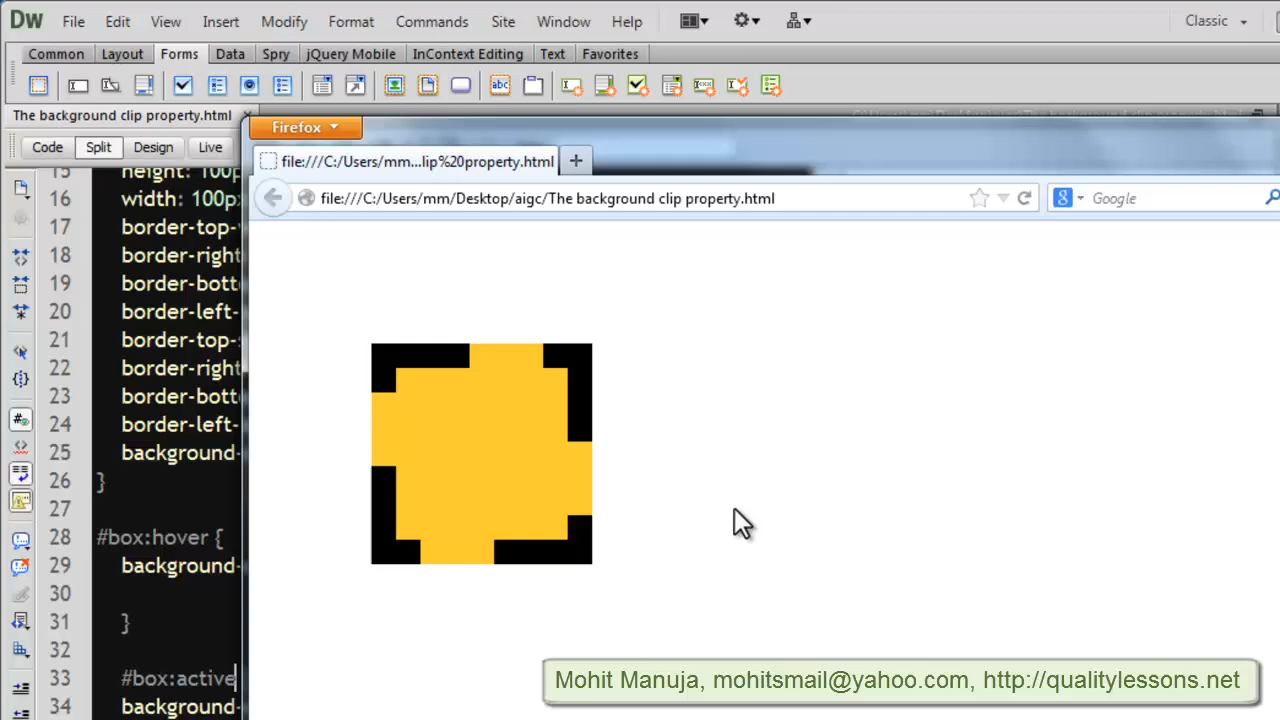 Dw File Edit View Insert Modify Format Commands Site Window Help Classic
Common Layout Forms Data Spry jQuery Mobile InContext Editing Text Favorites
The background clip property.html
Firefox
Code Split Design Live
file:///C:/Users/mm...lip%20property.html
file:///C:/Users/mm/Desktop/aigc/The background clip property.html
Google
15 height: 100p
16 width: 100px
17 border-top-
18 border-right
19 border-bott
20 border-left-
21 border-top-
22 border-right
23 border-bott
24 border-left-
25 background-
26 }
27
28 #box:hover {
29 background-
30
31 }
32
33 #box:active
34 background-
Mohit Manuja, mohitsmail@yahoo.com, http://qualitylessons.net